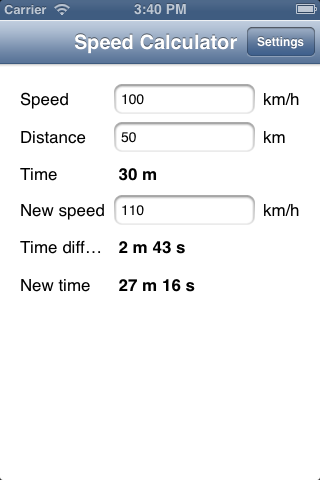 Carrier 3:40 PM
Speed Calculator Settings
Speed 100 km/h
Distance 50 km
Time 30 m
New speed 110 km/h
Time diff... 2 m 43 s
New time 27 m 16 s